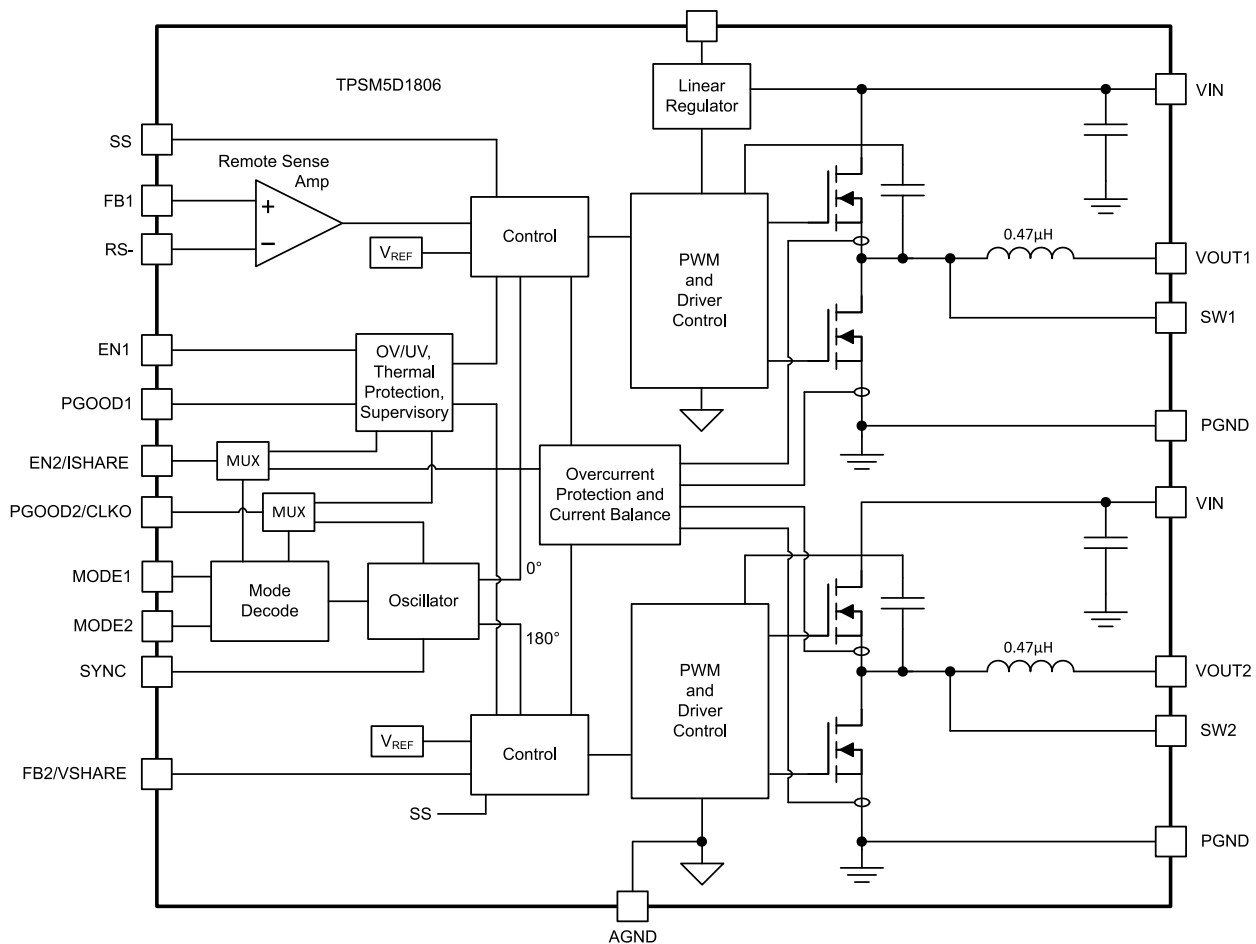 TPSM5D1806
Linear
Regulator
VIN
SS
Remote Sense
Amp
FB1
+
RS-
−
VREF
Control
PWM
and
Driver
Control
0.47µH
VOUT1
SW1
EN1
OV/UV,
Thermal
Protection,
Supervisory
PGOOD1
PGND
EN2/ISHARE
MUX
Overcurrent
Protection and
Current Balance
PGOOD2/CLKO
MUX
VIN
MODE1
Mode
Decode
MODE2
Oscillator
0°
180°
SYNC
PWM
and
Driver
Control
0.47µH
VOUT2
SW2
VREF
Control
FB2/VSHARE
SS
PGND
AGND